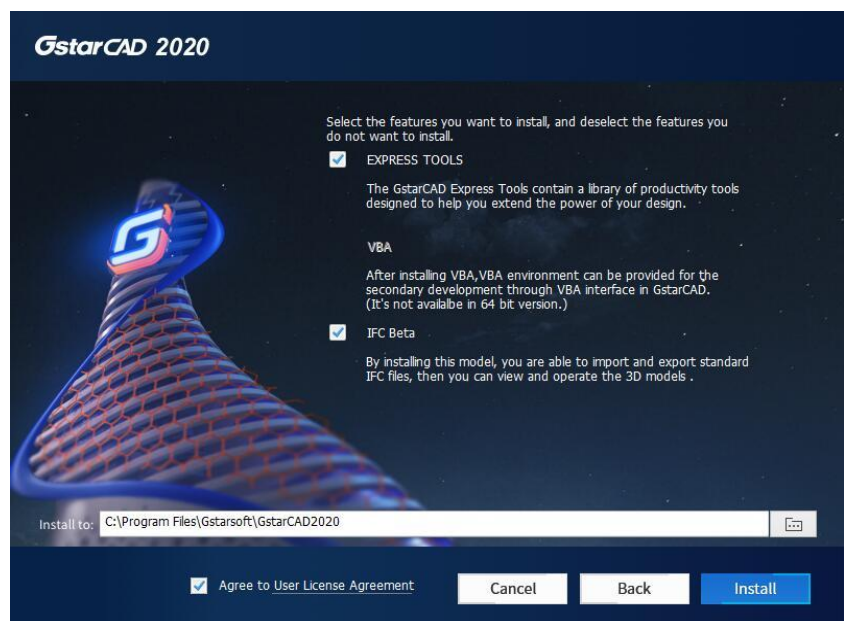 GstarCAD 2020
Select the features you want to install, and deselect the features you
do not want to install.
EXPRESS TOOLS
The GstarCAD Express Tools contain a library of productivity tools
designed to help you extend the power of your design.
VBA
After installing VBA,VBA environment can be provided for the
secondary development through VBA interface in GstarCAD.
(It's not availalbe in 64 bit version.)
IFC Beta
By installing this model, you are able to import and export standard
IFC files, then you can view and operate the 3D models .
Install to: C:\Program Files\Gstarsoft\GstarCAD2020
Agree to User License Agreement
Cancel
Back
Install